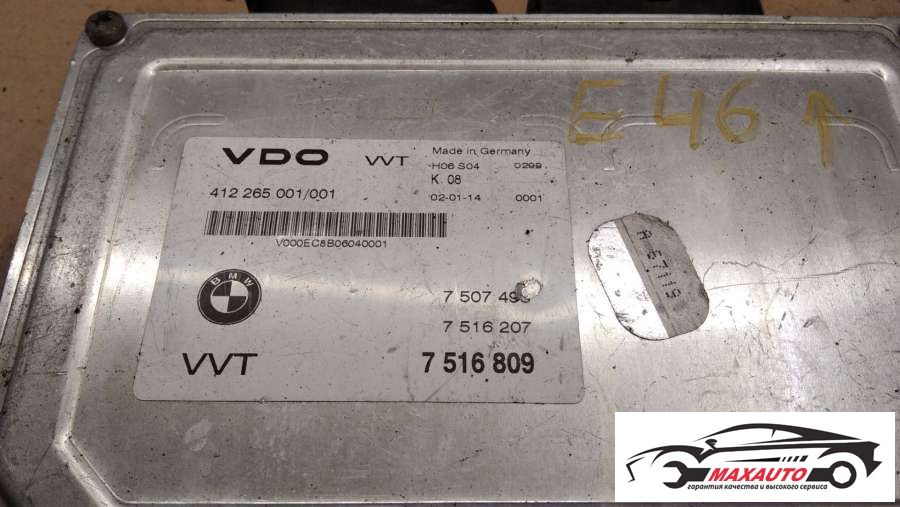 E46 ↑
VDO VVT Made in Germany
H06 S04 0299
K. 08
412 265 001/001 02-01-14 0001
V000EC8B06040001
BMW
7 516 207
VVT 7 516 809
MAXAUTO
гарантия качества и высокого сервиса